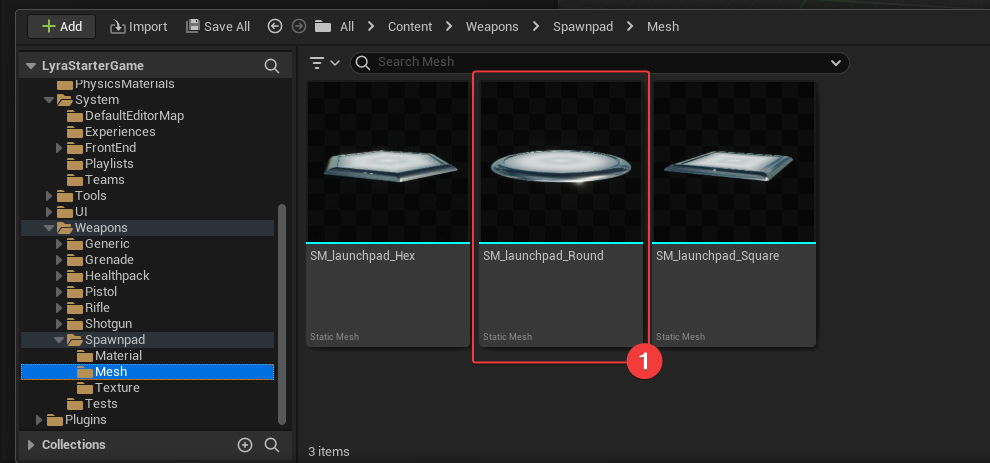 Add Import Save All All Content Weapons Spawnpad Mesh
LyraStarterGame
Search Mesh
PhysicsMaterials
System
DefaultEditorMap
Experiences
FrontEnd
Playlists
Teams
Tools
UI
Weapons
Generic
Grenade
Healthpack
Pistol
Rifle
Shotgun
Spawnpad
Material
Mesh
Texture
Tests
Plugins
Collections
SM_launchpad_Hex
Static Mesh
SM_launchpad_Round
Static Mesh
1
SM_launchpad_Square
Static Mesh
3 items